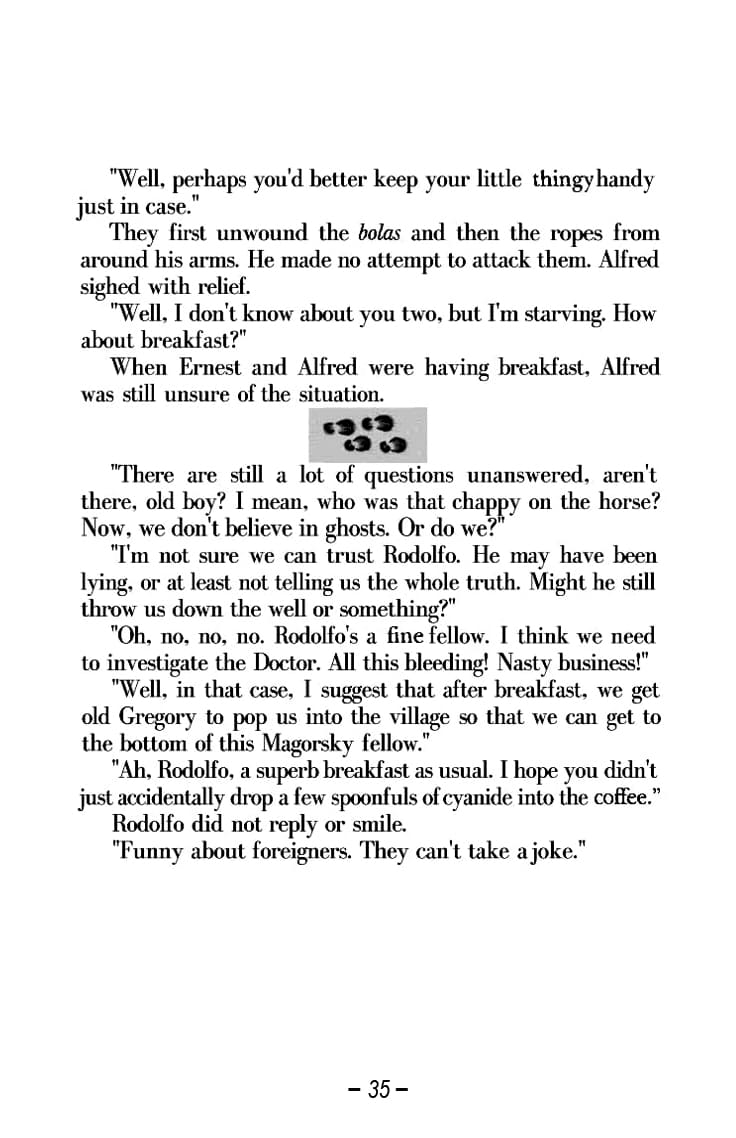 "Well, perhaps you'd better keep your little thingy handy
just in case."
They first unwound the bolas and then the ropes from
around his arms. He made no attempt to attack them. Alfred
sighed with relief.
"Well, I don't know about you two, but I'm starving. How
about breakfast?"
When Ernest and Alfred were having breakfast, Alfred
was still unsure of the situation.
"There are still a lot of questions unanswered, aren't
there, old boy? I mean, who was that chappy on the horse?
Now, we don't believe in ghosts. Or do we?"
"I'm not sure we can trust Rodolfo. He may have been
lying, or at least not telling us the whole truth. Might he still
throw us down the well or something?"
"Oh, no, no, no. Rodolfo's a fine fellow. I think we need
to investigate the Doctor. All this bleeding! Nasty business!"
"Well, in that case, I suggest that after breakfast, we get
old Gregory to pop us into the village so that we can get to
the bottom of this Magorsky fellow."
"Ah, Rodolfo, a superb breakfast as usual. I hope you didn't
just accidentally drop a few spoonfuls of cyanide into the coffee.”
Rodolfo did not reply or smile.
"Funny about foreigners. They can't take a joke."
– 35 –